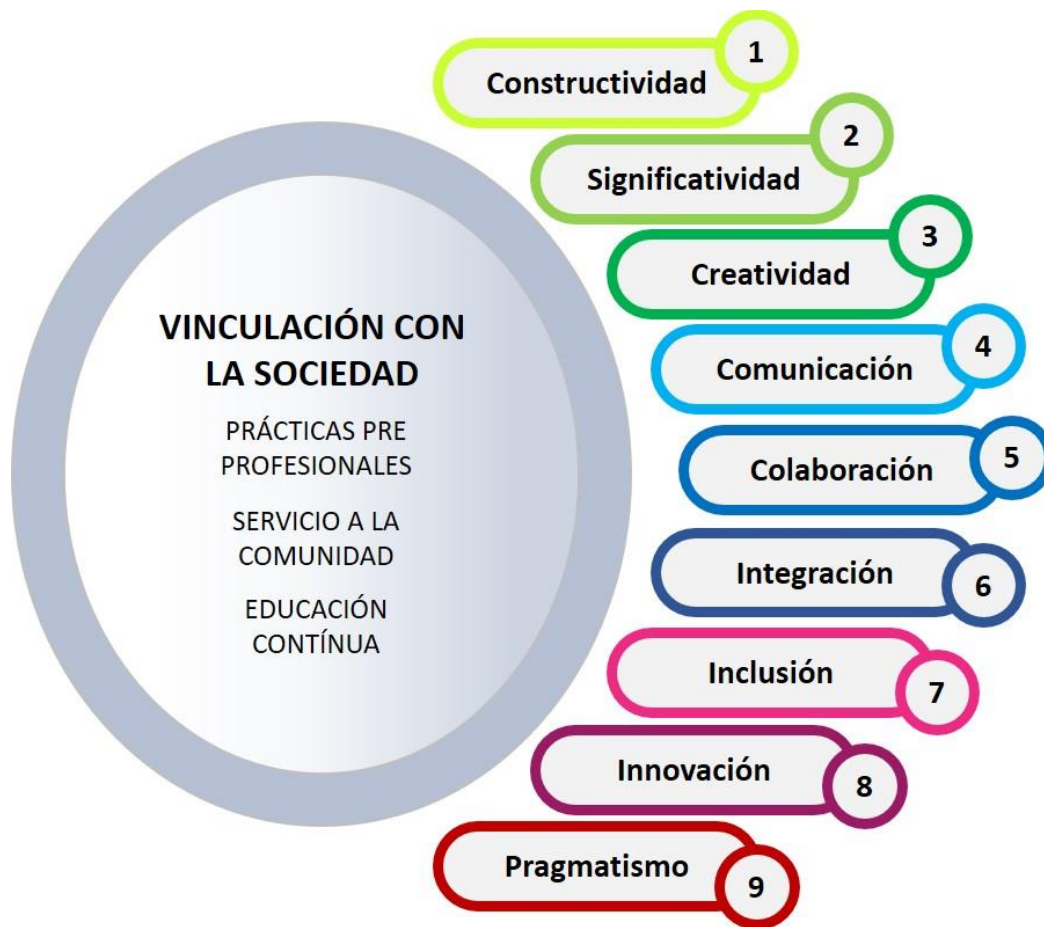 VINCULACIÓN CON
LA SOCIEDAD
PRÁCTICAS PRE
PROFESIONALES
SERVICIO A LA
COMUNIDAD
EDUCACIÓN
CONTÍNUA
Constructividad 1
Significatividad 2
Creatividad 3
Comunicación 4
Colaboración 5
Integración 6
Inclusión 7
Innovación 8
Pragmatismo 9